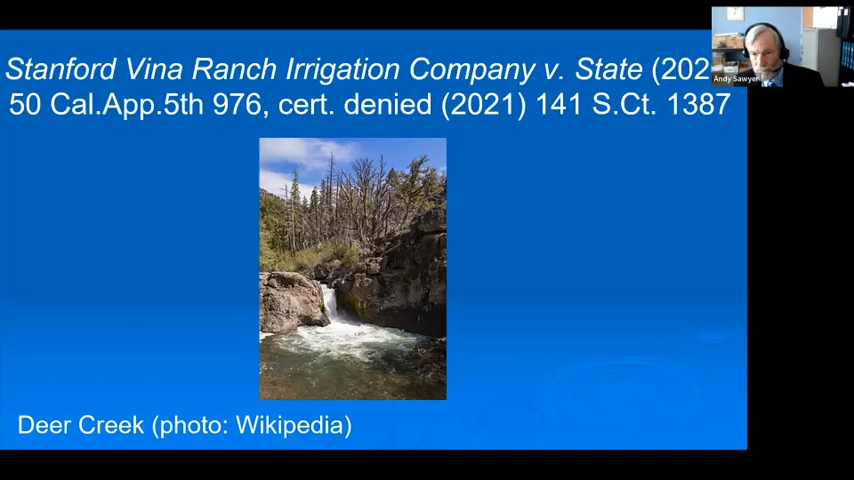 Stanford Vina Ranch Irrigation Company v. State (202
50 Cal.App.5th 976, cert. denied (2021) 141 S.Ct. 1387
Andy Sawyer
Deer Creek (photo: Wikipedia)